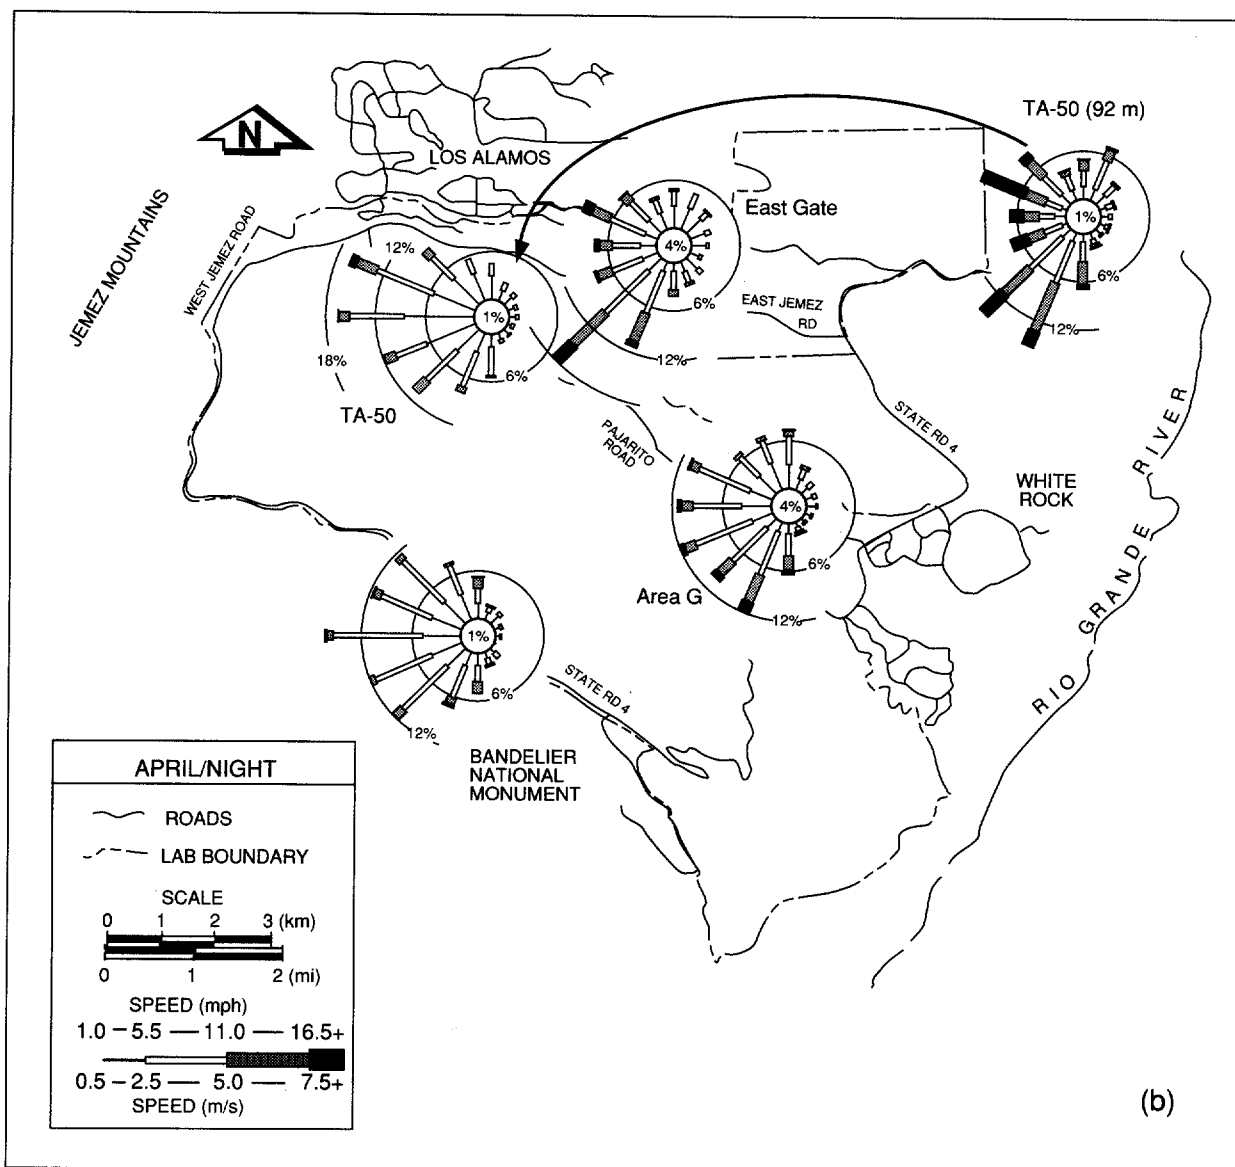 TA-50 (92 m)
N
LOS ALAMOS
JEMEZ MOUNTAINS
WEST JEMEZ ROAD
East Gate
1%
6%
12%
4%
6%
12%
12%
1%
6%
18%
TA-50
EAST JEMEZ
RD
STATE RD 4
PAJARITO
ROAD
WHITE
ROCK
RIO GRANDE RIVER
4%
6%
12%
Area G
1%
6%
12%
STATE RD 4
BANDELIER
NATIONAL
MONUMENT
APRIL/NIGHT
ROADS
LAB BOUNDARY
SCALE
0 1 2 3 (km)
0 1 2 (mi)
SPEED (mph)
1.0 – 5.5 — 11.0 — 16.5+
0.5 – 2.5 — 5.0 — 7.5+
SPEED (m/s)
(b)